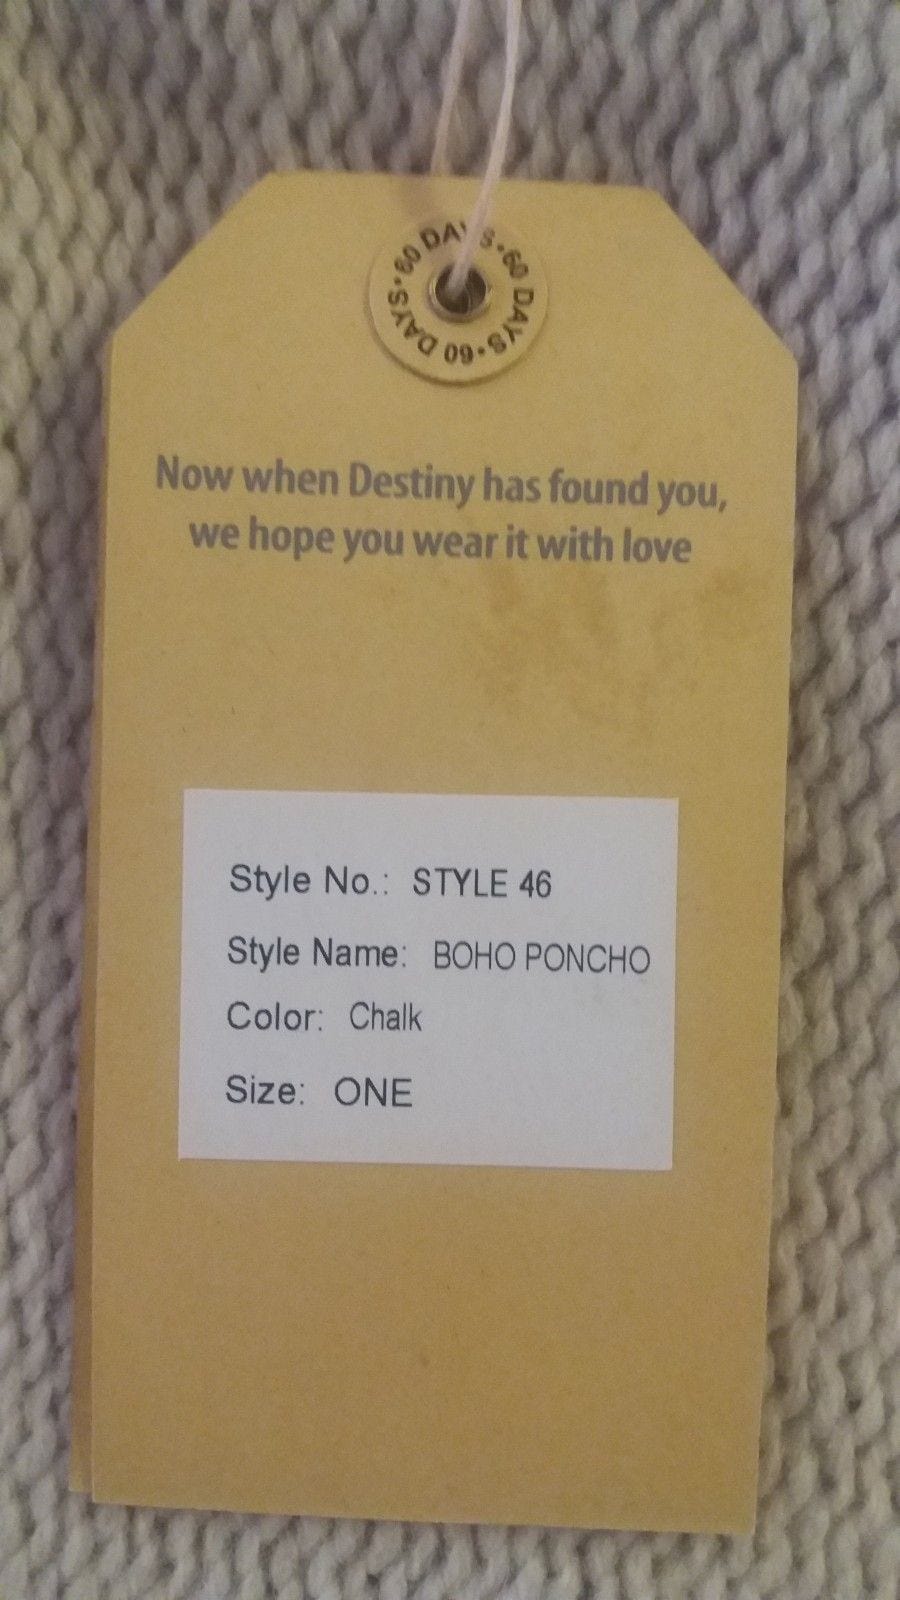 60 DAYS • 60 DAYS • 60 DAYS •
Now when Destiny has found you,
we hope you wear it with love
Style No.: STYLE 46
Style Name: BOHO PONCHO
Color: Chalk
Size: ONE